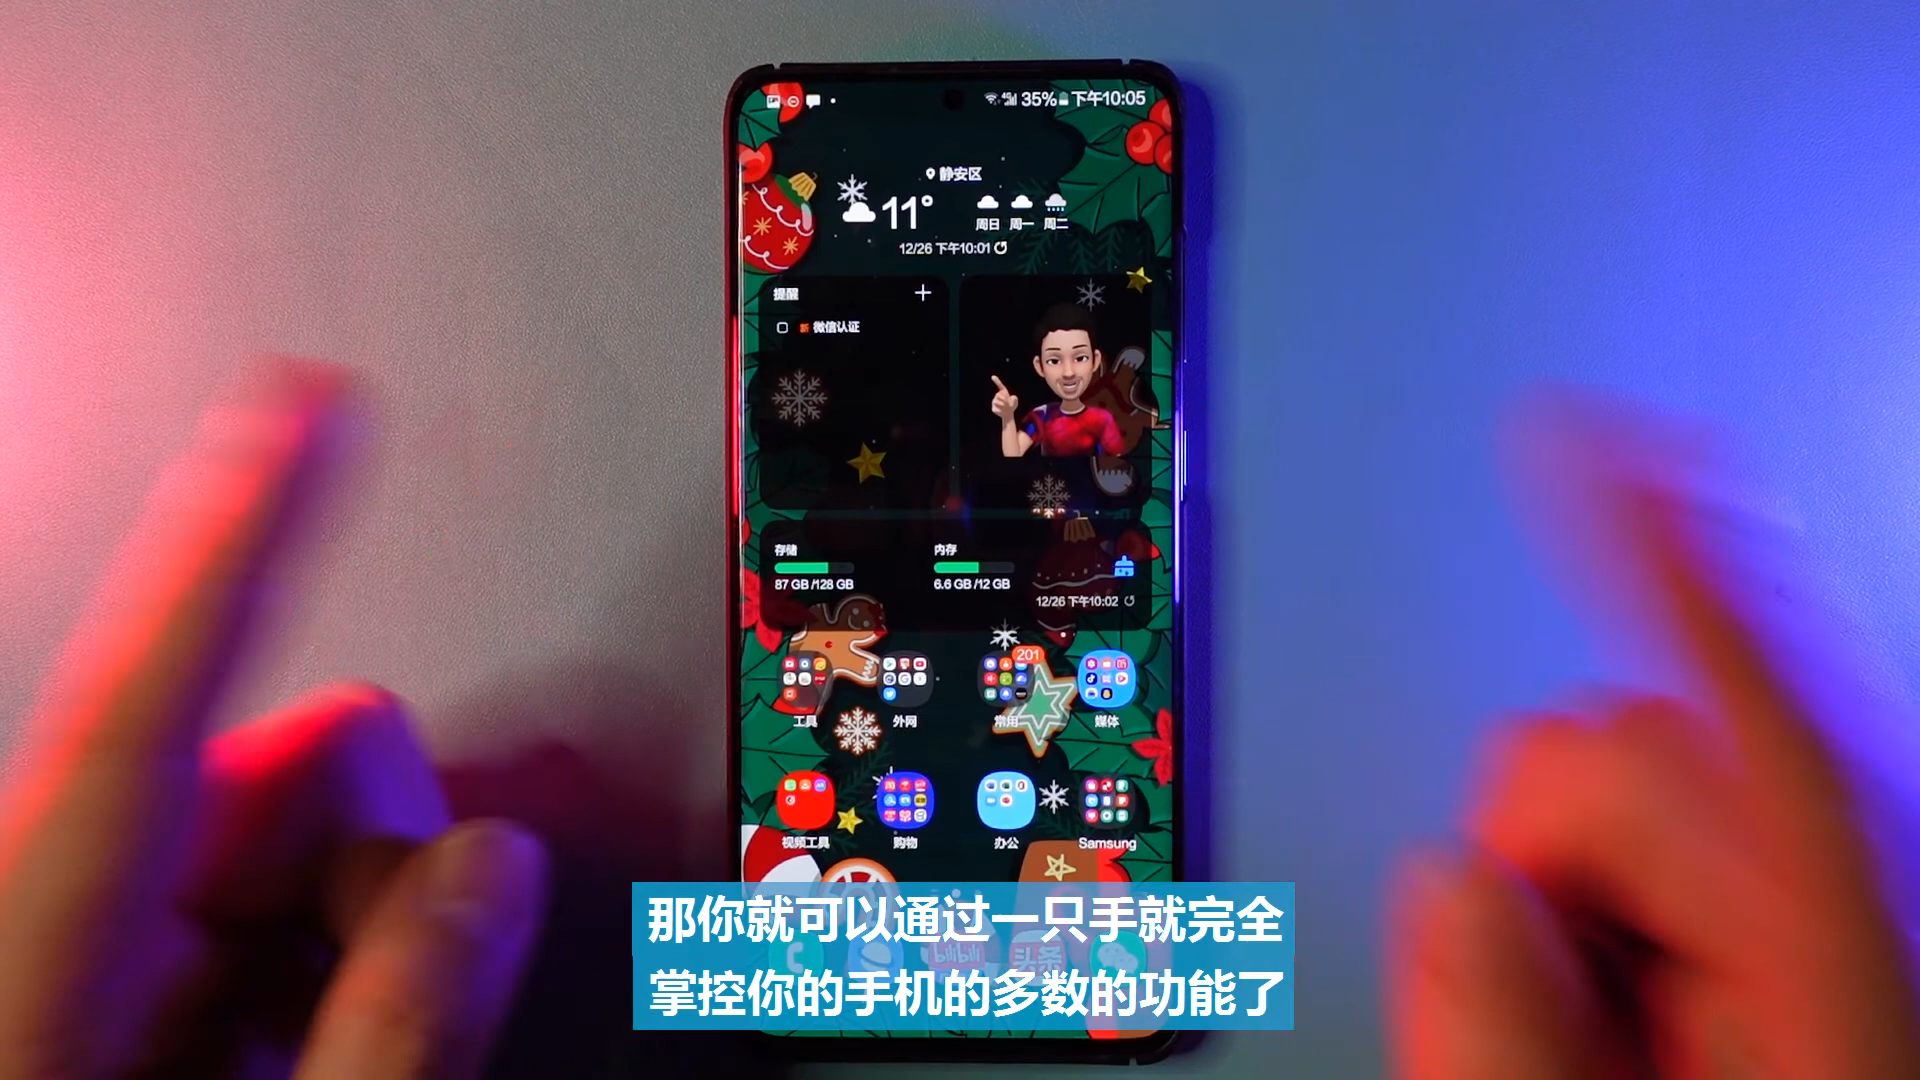 35% 下午10:05
静安区
11°
周日 周一 周二
12/26 下午10:01
提醒
新 微信认证
存储
内存
87 GB /128 GB
6.6 GB /12 GB
12/26 下午10:02
201
工具
外网
常用
媒体
视频工具
购物
办公
Samsung
那你就可以通过一只手就完全
掌控你的手机的多数的功能了
bilibili
头条